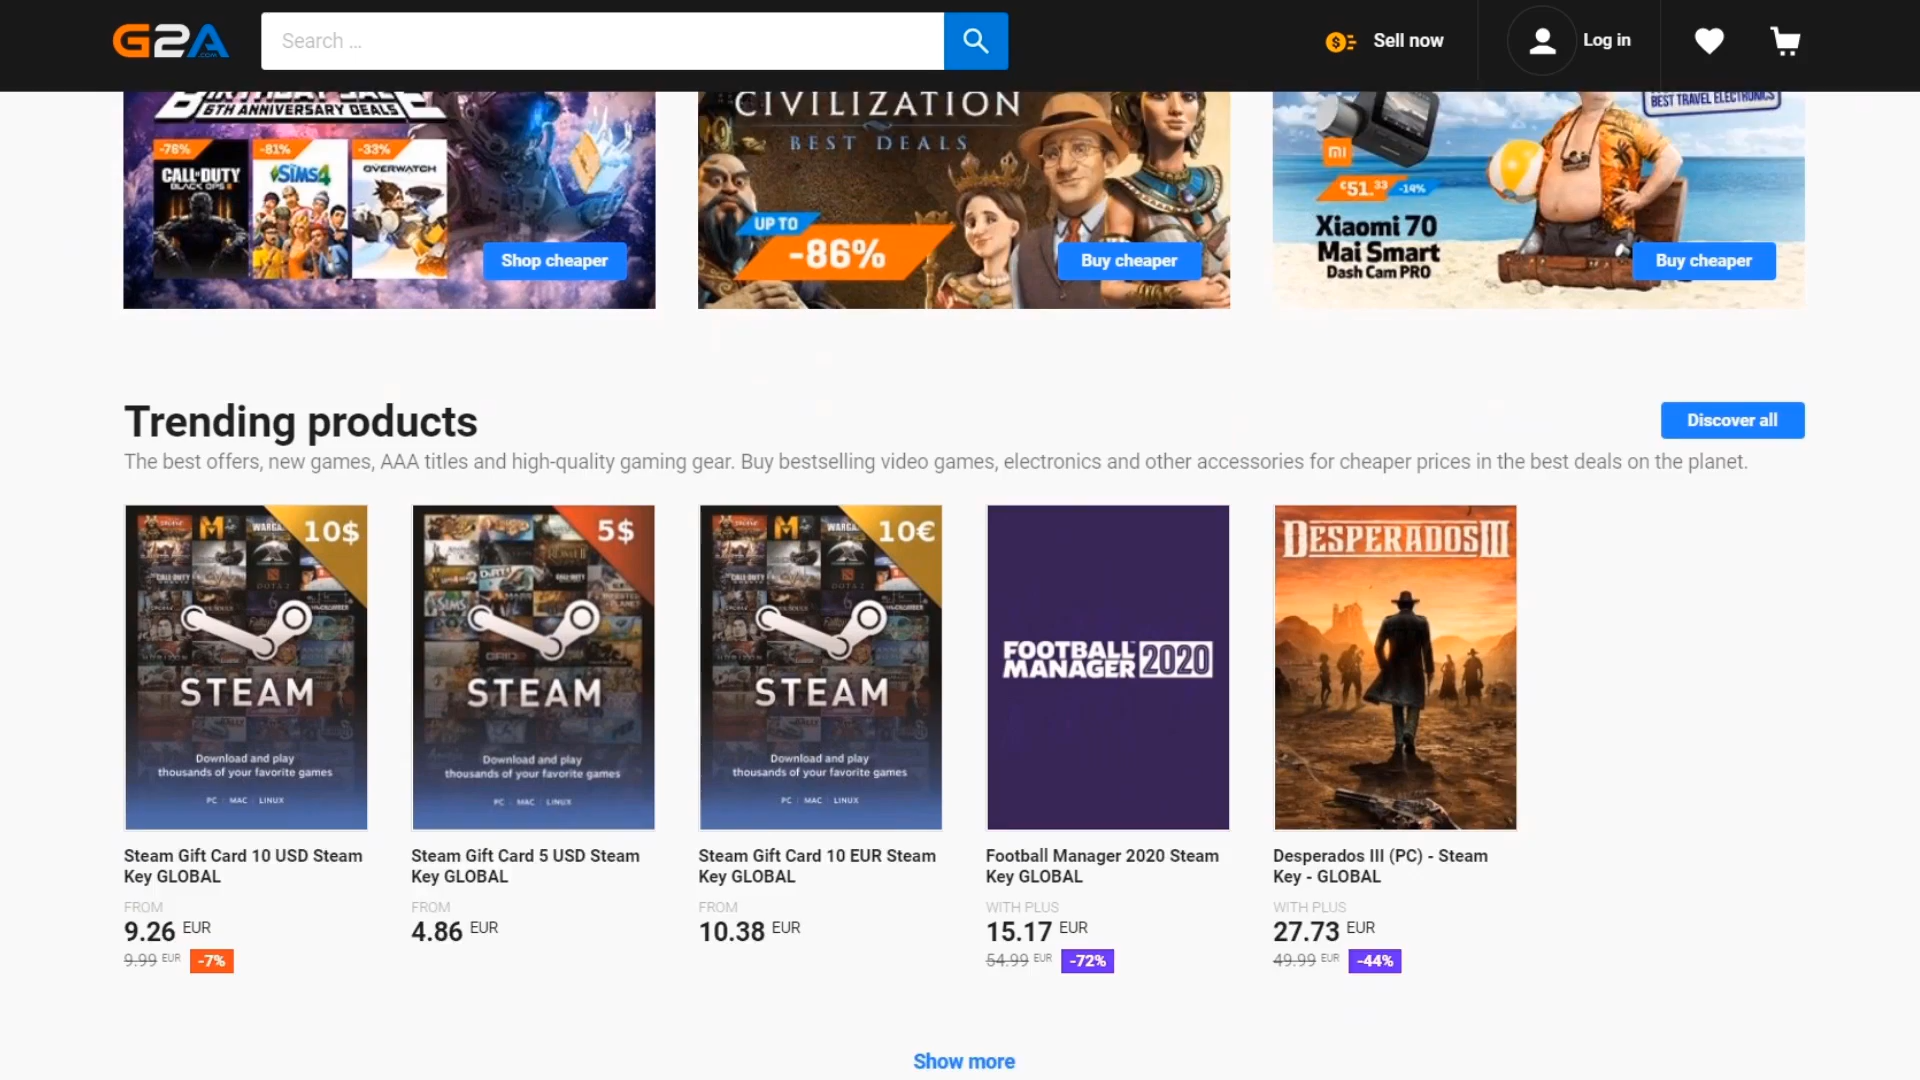 G2A
.COM
Search ...
Sell now
Log in
6TH ANNIVERSARY DEALS
-78%
CALL OF DUTY
BLACK OPS III
-81%
The SIMS 4
-33%
OVERWATCH
Shop cheaper
CIVILIZATION
BEST DEALS
UP TO
-86%
Buy cheaper
BEST TRAVEL ELECTRONICS
mi
€51.33
-14%
Xiaomi 70
Mai Smart
Dash Cam PRO
Buy cheaper
Trending products
Discover all
The best offers, new games, AAA titles and high-quality gaming gear. Buy bestselling video games, electronics and other accessories for cheaper prices in the best deals on the planet.
10$
STEAM
Download and play
thousands of your favorite games
PC | MAC | LINUX
5$
STEAM
Download and play
thousands of your favorite games
PC | MAC | LINUX
10€
STEAM
Download and play
thousands of your favorite games
PC | MAC | LINUX
FOOTBALL
MANAGER 2020
DESPERADOS III
Steam Gift Card 10 USD Steam
Key GLOBAL
FROM
9.26 EUR
9.99 EUR -7%
Steam Gift Card 5 USD Steam
Key GLOBAL
FROM
4.86 EUR
Steam Gift Card 10 EUR Steam
Key GLOBAL
FROM
10.38 EUR
Football Manager 2020 Steam
Key GLOBAL
WITH PLUS
15.17 EUR
54.99 EUR -72%
Desperados III (PC) - Steam
Key - GLOBAL
WITH PLUS
27.73 EUR
49.99 EUR -44%
Show more